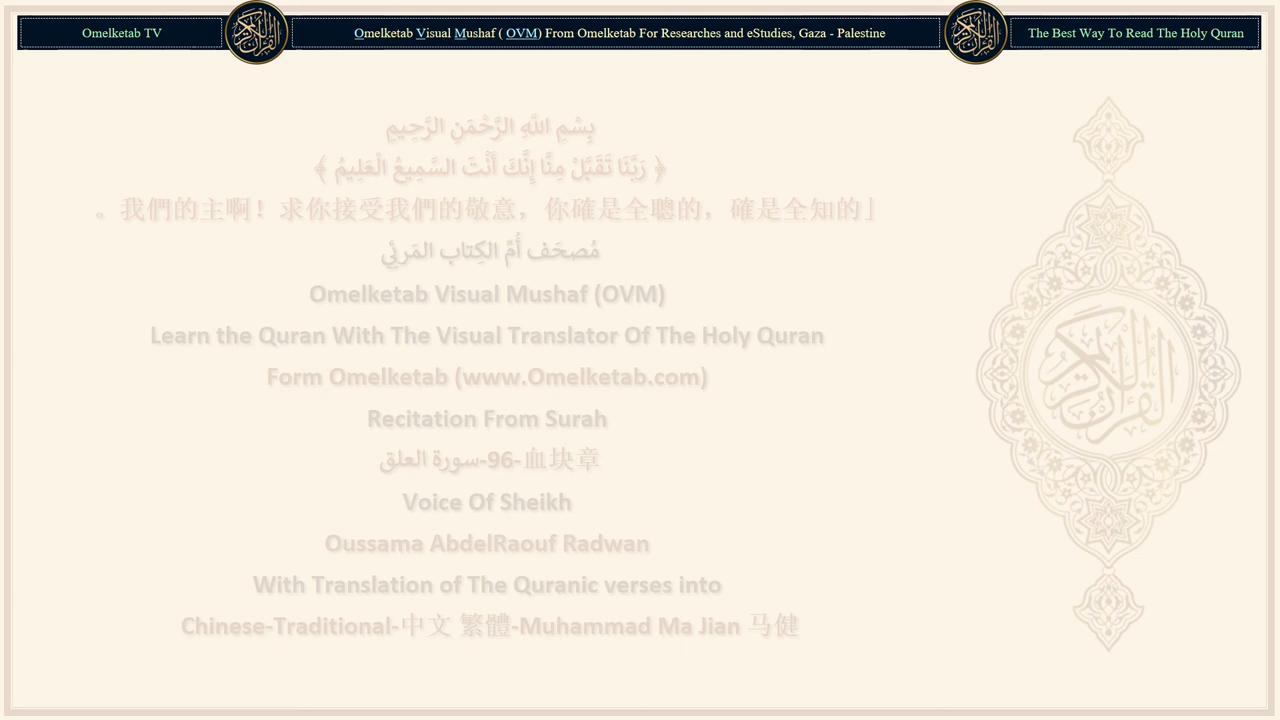 Omelketab TV
Omelketab Visual Mushaf ( OVM) From Omelketab For Researches and eStudies, Gaza - Palestine
The Best Way To Read The Holy Quran
بِسْمِ اللَّهِ الرَّحْمَنِ الرَّحِيمِ
﴿ رَبَّنَا تَقَبَّلْ مِنَّا إِنَّكَ أَنْتَ السَّمِيعُ الْعَلِيمُ ﴾
。我們的主啊！求你接受我們的敬意，你確是全聰的，確是全知的」
مُصحَف أُمِّ الكِتاب المَرئِي
Omelketab Visual Mushaf (OVM)
Learn the Quran With The Visual Translator Of The Holy Quran
Form Omelketab (www.Omelketab.com)
Recitation From Surah
سورة العلق-96-血块章
Voice Of Sheikh
Oussama AbdelRaouf Radwan
With Translation of The Quranic verses into
Chinese-Traditional-中文 繁體-Muhammad Ma Jian 马健
القرآن الكريم